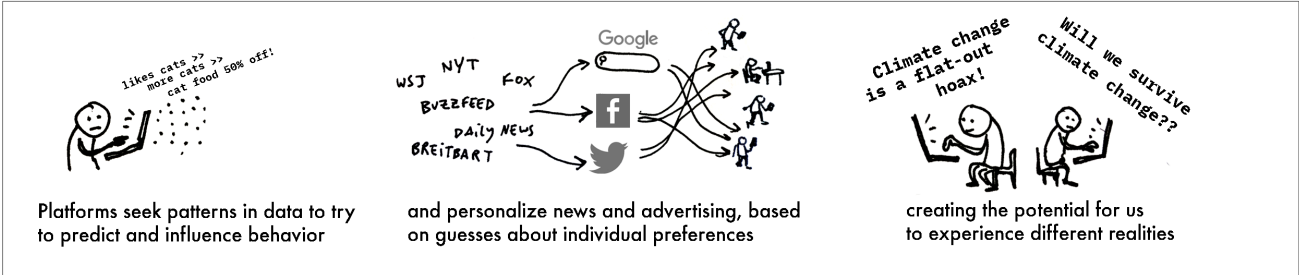 likes cats >>
more cats >>
cat food 50% off!
Platforms seek patterns in data to try
to predict and influence behavior
Google
WSJ NYT FOX
BUZZFEED
DAILY NEWS
BREITBART
f
and personalize news and advertising, based
on guesses about individual preferences
Climate change
is a flat-out
hoax!
Will we survive
climate change??
creating the potential for us
to experience different realities